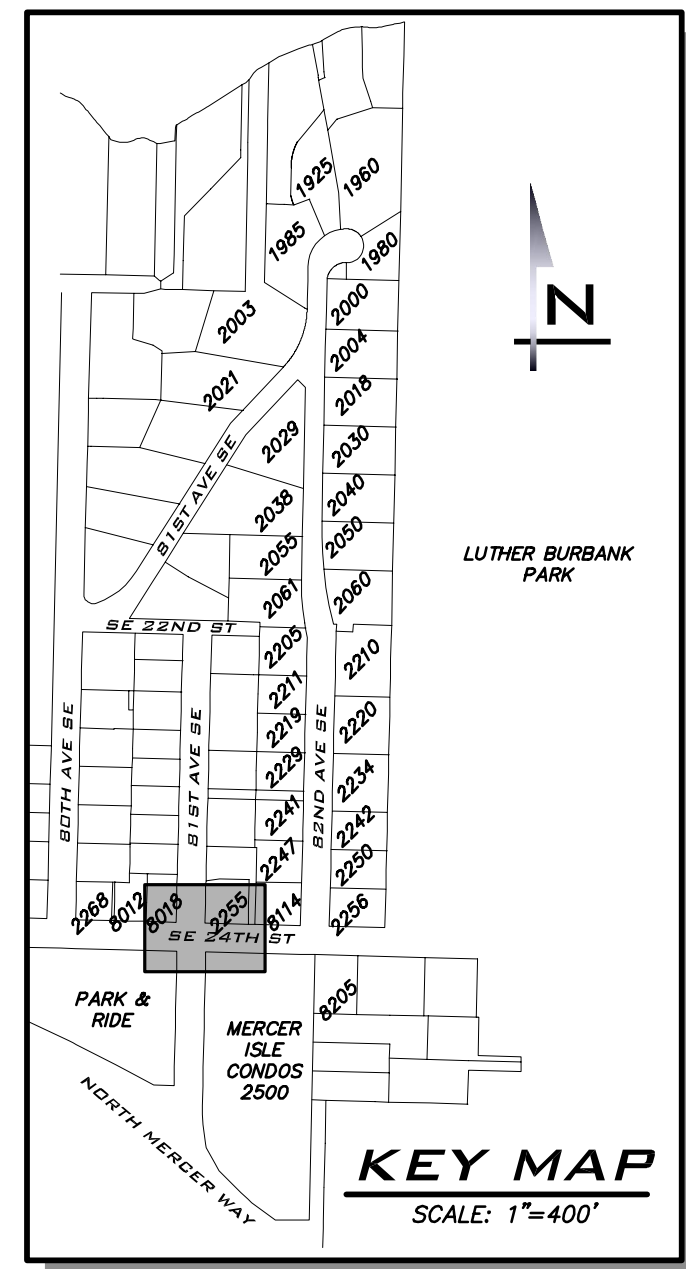 1925
1960
1985
1980
2003
2000
2004
2021
2018
2029
2030
81ST AVE SE
2038
2040
2055
2050
LUTHER BURBANK
PARK
2061
2060
SE 22ND ST
2205
2210
2211
2219
2220
80TH AVE SE
81ST AVE SE
82ND AVE SE
2229
2234
2241
2242
2247
2250
2268
8012
8018
2255
8114
2256
SE 24TH ST
8205
PARK &
RIDE
MERCER
ISLE
CONDOS
2500
NORTH MERCER WAY
N
KEY MAP
SCALE: 1"=400'